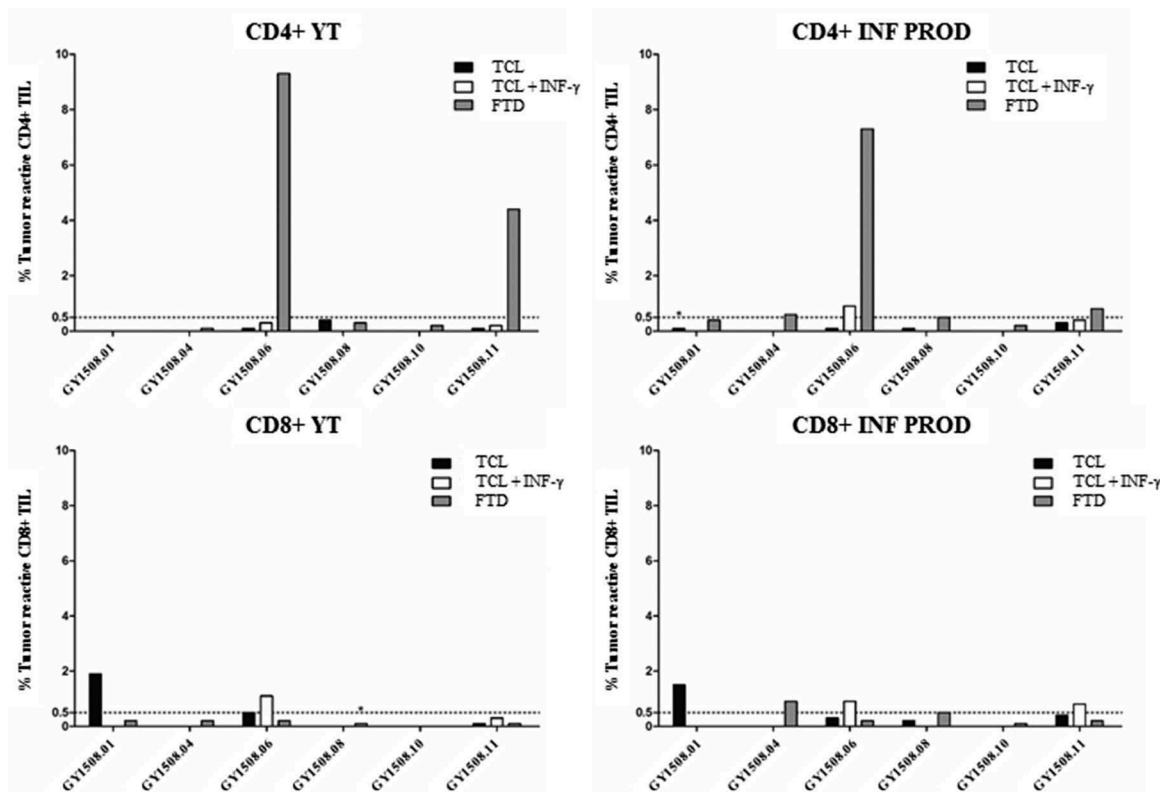 CD4+ YT
% Tumor reactive CD4+ TIL
10
8
6
4
2
0.5
0
TCL
TCL + INF-γ
FTD
GY1508.01
GY1508.04
GY1508.06
GY1508.08
GY1508.10
GY1508.11
CD4+ INF PROD
% Tumor reactive CD4+ TIL
10
8
6
4
2
0.5
0
TCL
TCL + INF-γ
FTD
*
GY1508.01
GY1508.04
GY1508.06
GY1508.08
GY1508.10
GY1508.11
CD8+ YT
% Tumor reactive CD8+ TIL
10
8
6
4
2
0.5
0
TCL
TCL + INF-γ
FTD
*
GY1508.01
GY1508.04
GY1508.06
GY1508.08
GY1508.10
GY1508.11
CD8+ INF PROD
% Tumor reactive CD8+ TIL
10
8
6
4
2
0.5
0
TCL
TCL + INF-γ
FTD
GY1508.01
GY1508.04
GY1508.06
GY1508.08
GY1508.10
GY1508.11